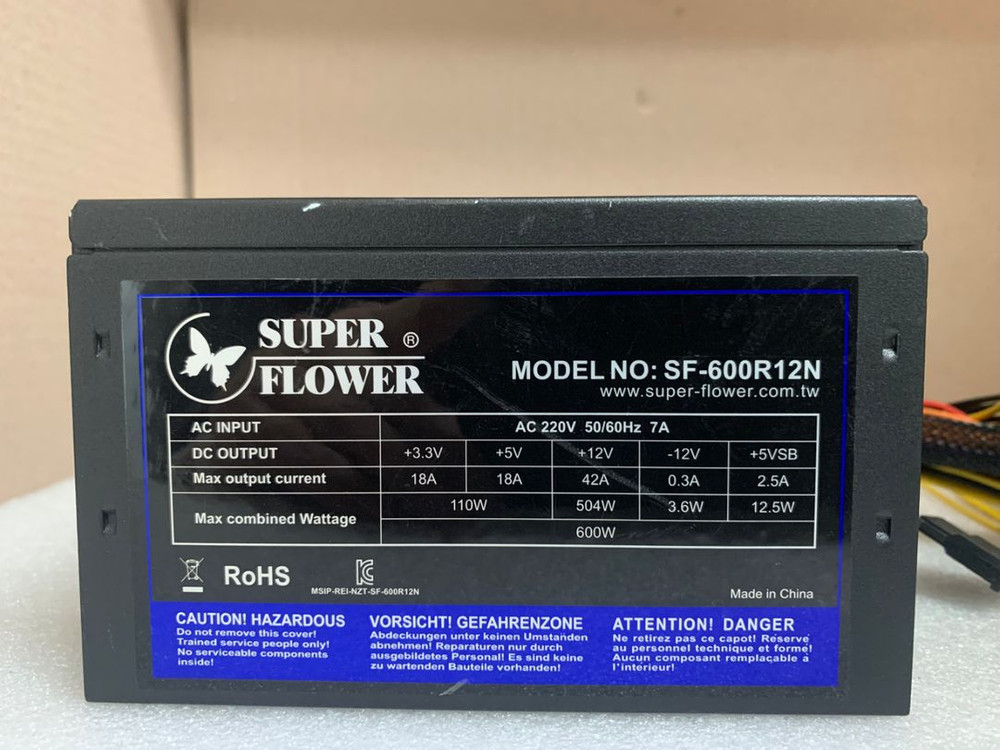 SUPER ®
FLOWER
MODEL NO: SF-600R12N
www.super-flower.com.tw
AC INPUT AC 220V 50/60Hz 7A
DC OUTPUT +3.3V +5V +12V -12V +5VSB
Max output current 18A 18A 42A 0.3A 2.5A
Max combined Wattage 110W 504W 3.6W 12.5W
600W
RoHS
MSIP-REI-NZT-SF-600R12N
Made in China
CAUTION! HAZARDOUS
Do not remove this cover!
Trained service people only!
No serviceable components
inside!
VORSICHT! GEFAHRENZONE
Abdeckungen unter keinen Umständen
abnehmen! Reparaturen nur durch
ausgebildetes Personal! Es sind keine
zu wartenden Bauteile vorhanden!
ATTENTION! DANGER
Ne retirez pas ce capot! Réservé
au personnel technique et formé!
Aucun composant remplaçable à
l'intérieur!